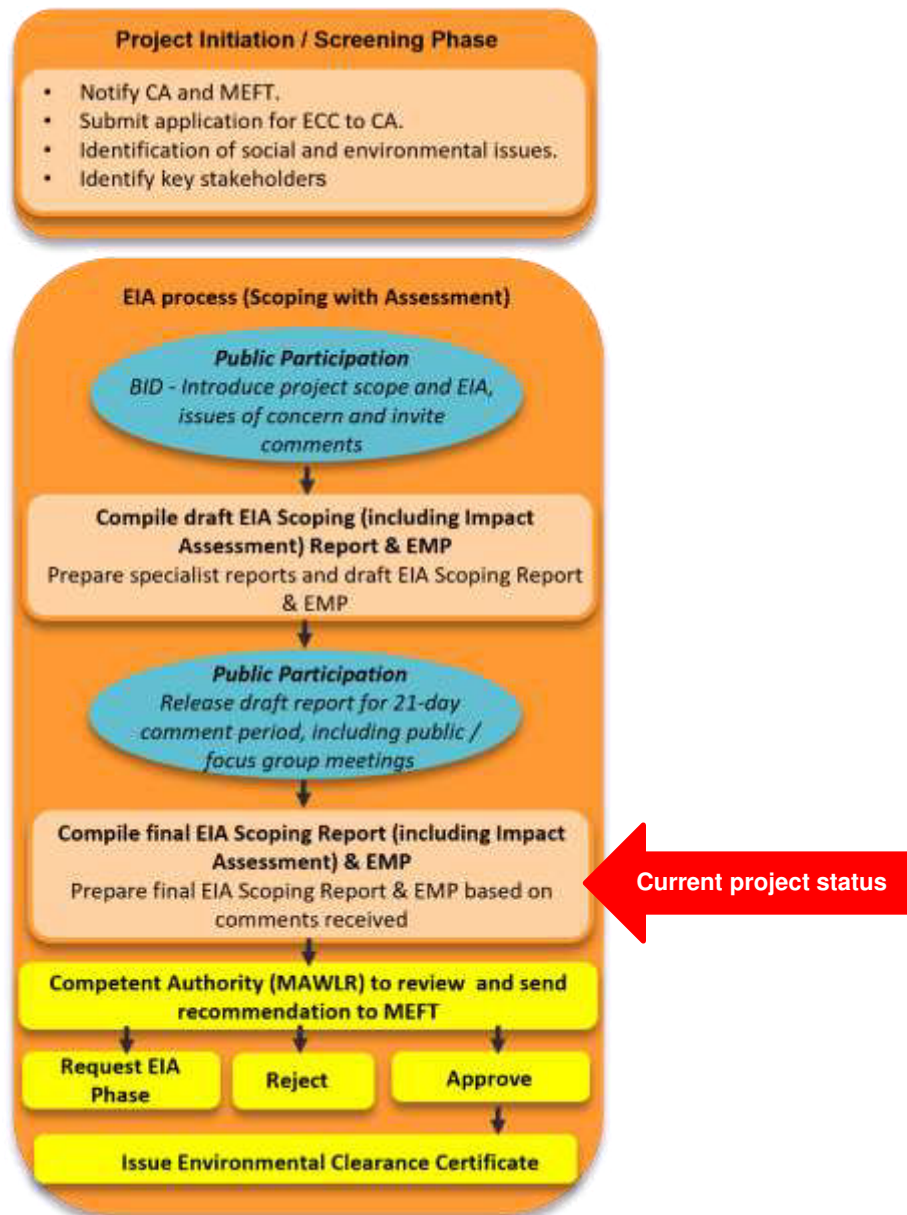 Project Initiation / Screening Phase
• Notify CA and MEFT.
• Submit application for ECC to CA.
• Identification of social and environmental issues.
• Identify key stakeholders
EIA process (Scoping with Assessment)
Public Participation
BID - Introduce project scope and EIA,
issues of concern and invite
comments
Compile draft EIA Scoping (including Impact
Assessment) Report & EMP
Prepare specialist reports and draft EIA Scoping Report
& EMP
Public Participation
Release draft report for 21-day
comment period, including public /
focus group meetings
Compile final EIA Scoping Report (including Impact
Assessment) & EMP
Prepare final EIA Scoping Report & EMP based on
comments received
Current project status
Competent Authority (MAWLR) to review and send
recommendation to MEFT
Request EIA
Phase
Reject
Approve
Issue Environmental Clearance Certificate